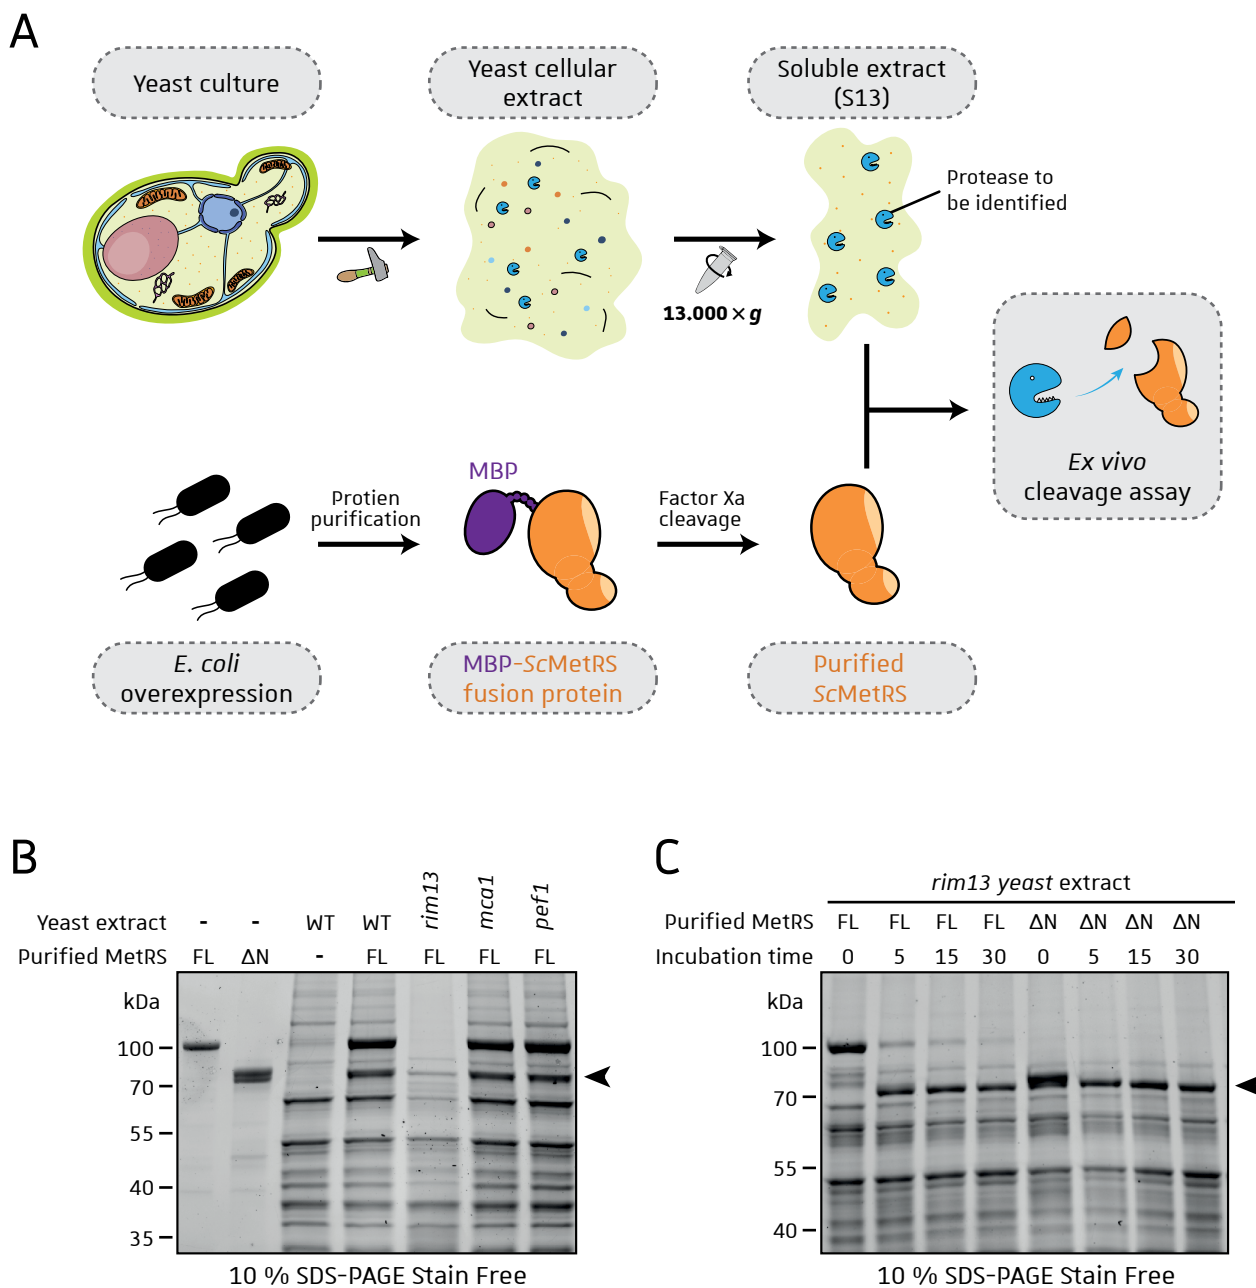 A
Yeast culture
Yeast cellular
extract
Soluble extract
(S13)
Protease to
be identified
13.000 × g
Ex vivo
cleavage assay
MBP
Protien
purification
Factor Xa
cleavage
E. coli
overexpression
MBP-ScMetRS
fusion protein
Purified
ScMetRS
B
Yeast extract - - WT WT rim13 mca1 pef1
Purified MetRS FL ΔN - FL FL FL FL
kDa
100
70
55
40
35
10 % SDS-PAGE Stain Free
C
rim13 yeast extract
Purified MetRS FL FL FL FL ΔN ΔN ΔN ΔN
Incubation time 0 5 15 30 0 5 15 30
kDa
100
70
55
40
10 % SDS-PAGE Stain Free